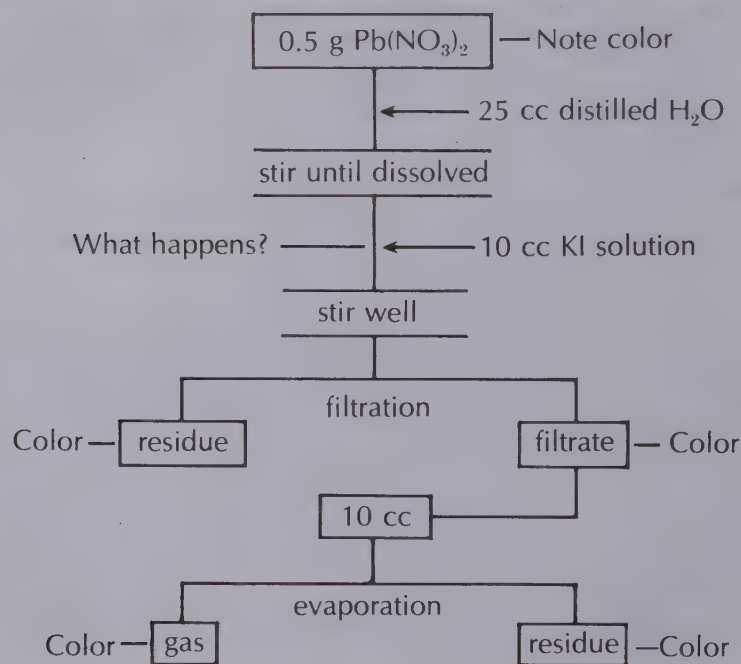 0.5 g Pb(NO₃)₂ — Note color
25 cc distilled H₂O
stir until dissolved
What happens?
10 cc KI solution
stir well
filtration
Color — residue
filtrate — Color
10 cc
evaporation
Color — gas
residue — Color